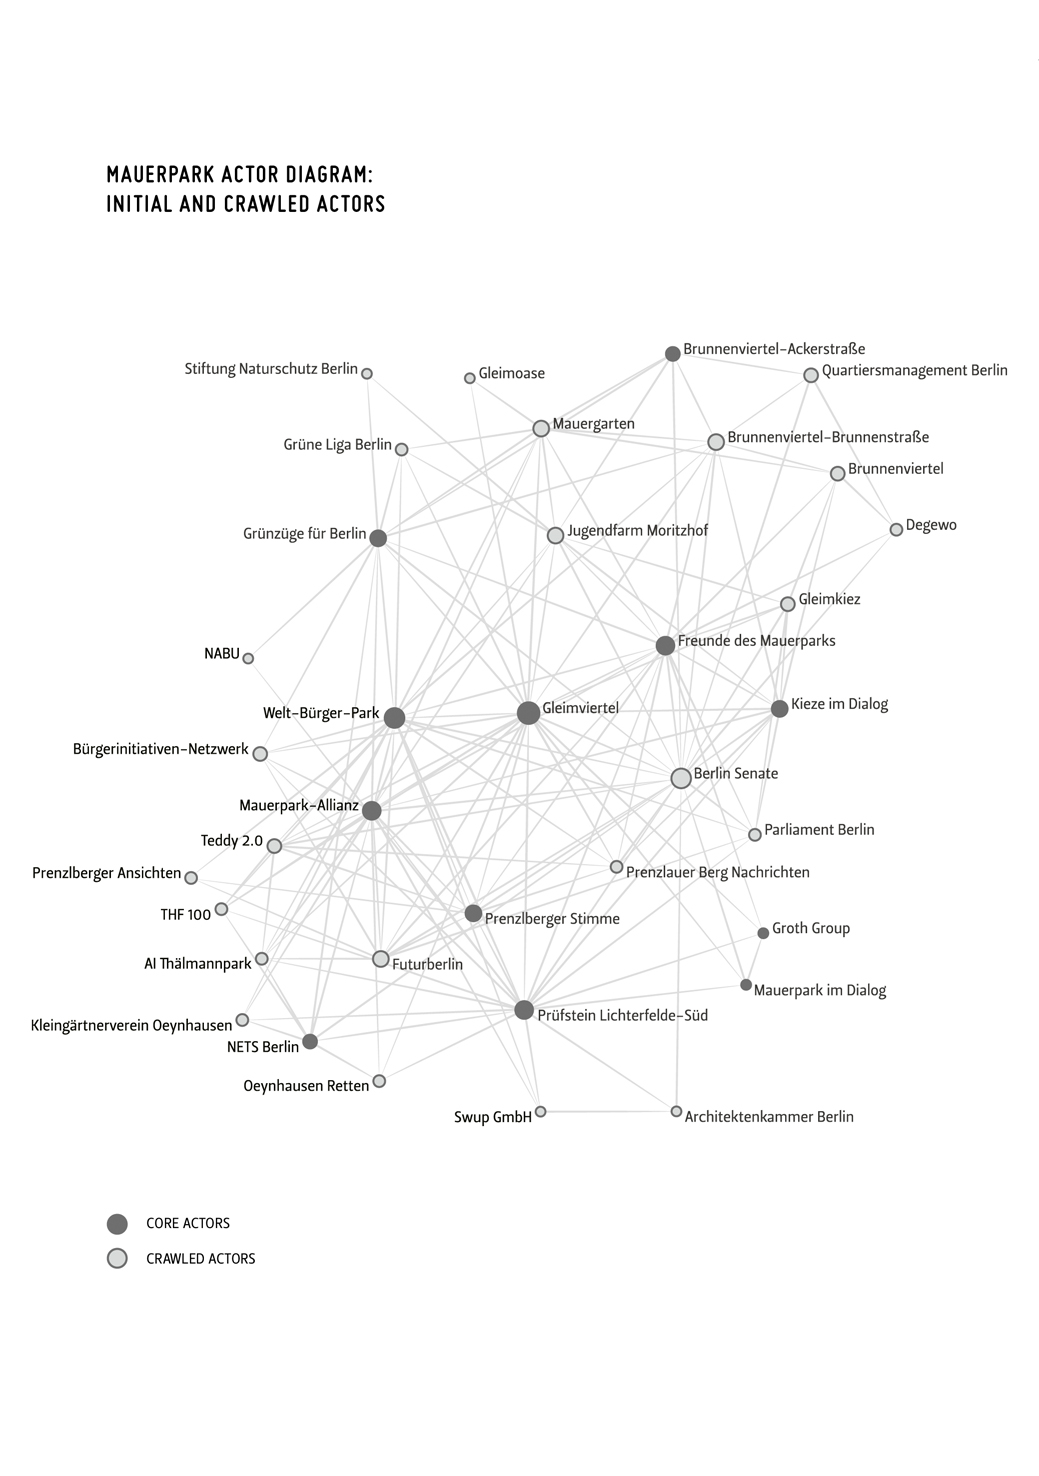 MAUERPARK ACTOR DIAGRAM:
INITIAL AND CRAWLED ACTORS
Brunnenviertel-Ackerstraße
Stiftung Naturschutz Berlin
Gleimoase
Quartiersmanagement Berlin
Mauergarten
Grüne Liga Berlin
Brunnenviertel-Brunnenstraße
Brunnenviertel
Grünzüge für Berlin
Jugendfarm Moritzhof
Degewo
Gleimkiez
NABU
Freunde des Mauerparks
Welt-Bürger-Park
Gleimviertel
Kieze im Dialog
Bürgerinitiativen-Netzwerk
Berlin Senate
Mauerpark-Allianz
Teddy 2.0
Parliament Berlin
Prenzlberger Ansichten
Prenzlauer Berg Nachrichten
THF 100
Prenzlberger Stimme
Groth Group
AI Thälmannpark
Futurberlin
Mauerpark im Dialog
Kleingärtnerverein Oeynhausen
Prüfstein Lichterfelde-Süd
NETS Berlin
Oeynhausen Retten
Swup GmbH
Architektenkammer Berlin
CORE ACTORS
CRAWLED ACTORS